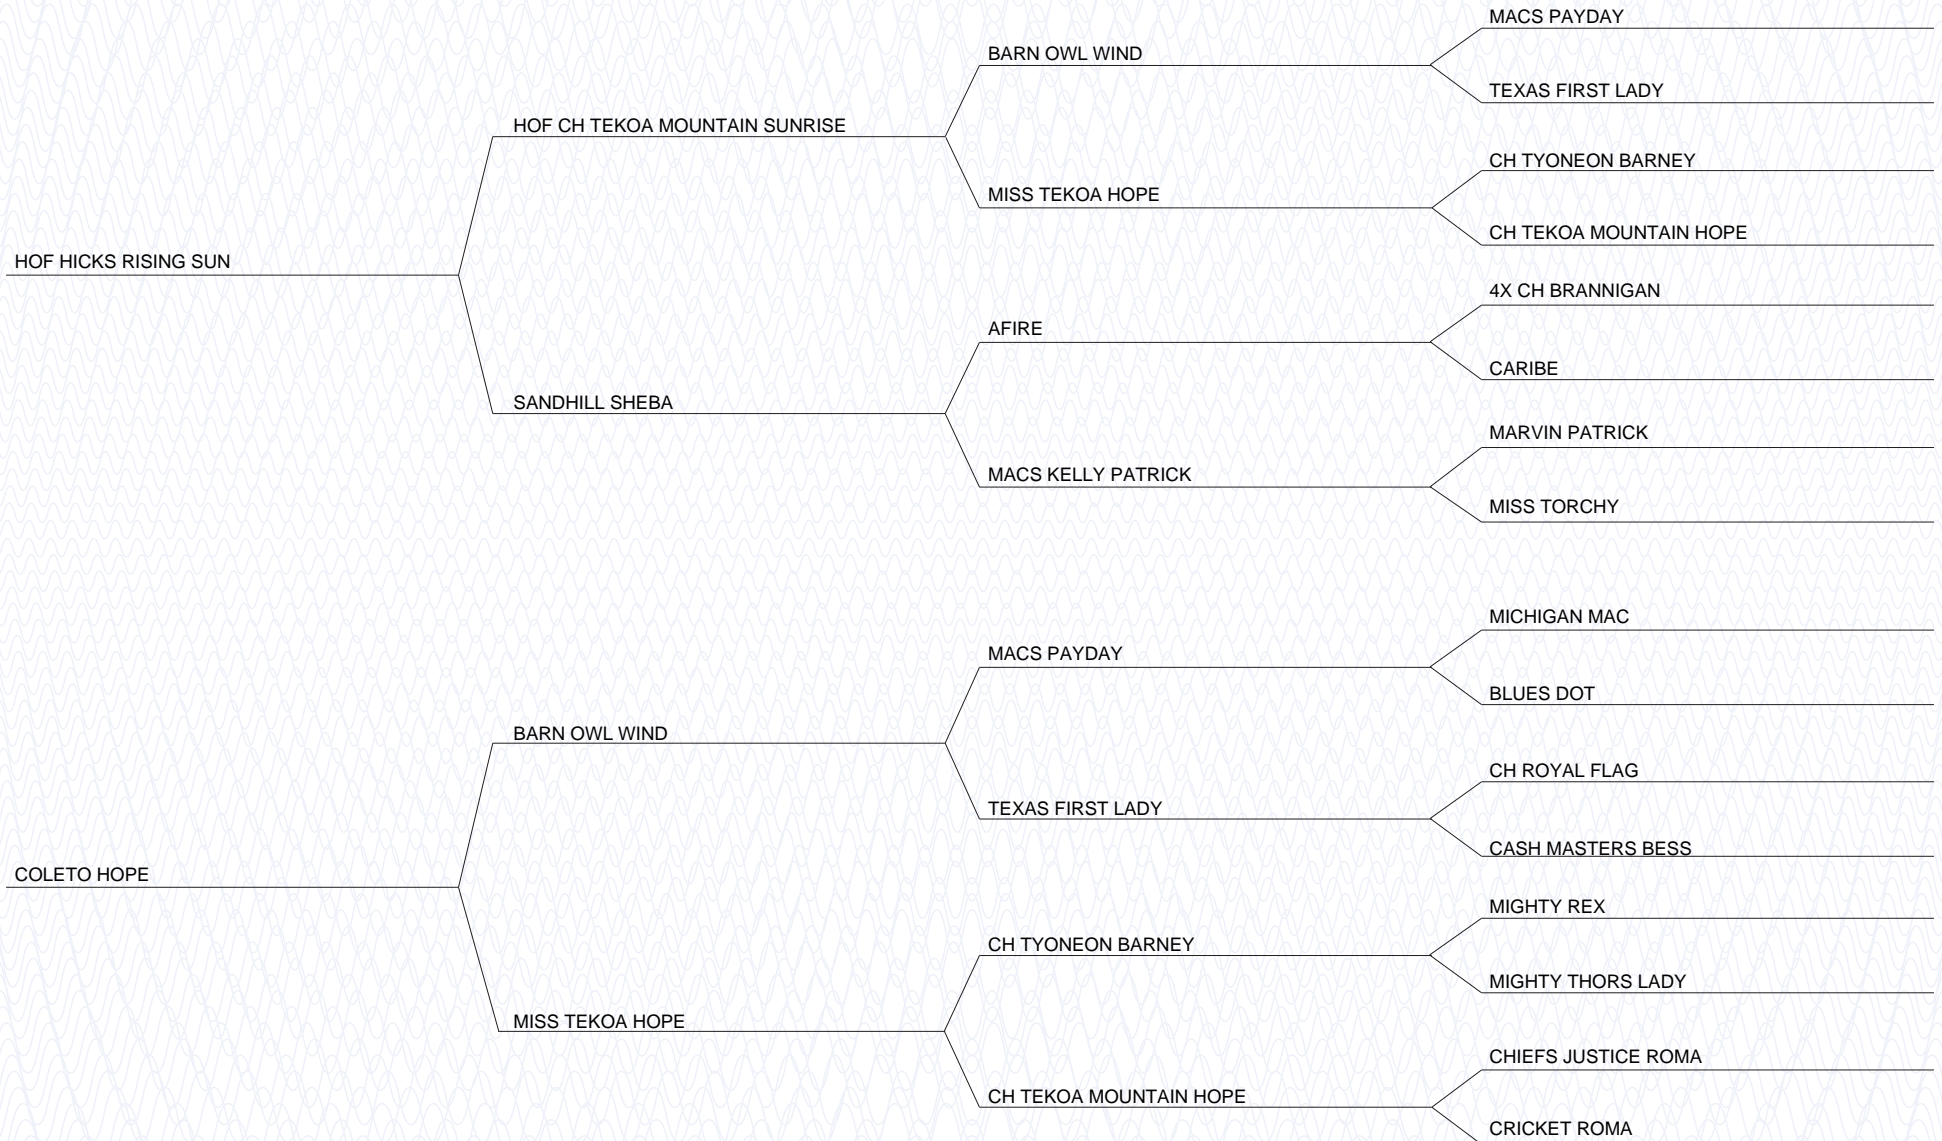 MACS PAYDAY
BARN OWL WIND
TEXAS FIRST LADY
HOF CH TEKOA MOUNTAIN SUNRISE
CH TYONEON BARNEY
MISS TEKOA HOPE
CH TEKOA MOUNTAIN HOPE
HOF HICKS RISING SUN
4X CH BRANNIGAN
AFIRE
CARIBE
SANDHILL SHEBA
MARVIN PATRICK
MACS KELLY PATRICK
MISS TORCHY
MICHIGAN MAC
MACS PAYDAY
BLUES DOT
BARN OWL WIND
CH ROYAL FLAG
TEXAS FIRST LADY
CASH MASTERS BESS
COLETO HOPE
MIGHTY REX
CH TYONEON BARNEY
MIGHTY THORS LADY
MISS TEKOA HOPE
CHIEFS JUSTICE ROMA
CH TEKOA MOUNTAIN HOPE
CRICKET ROMA